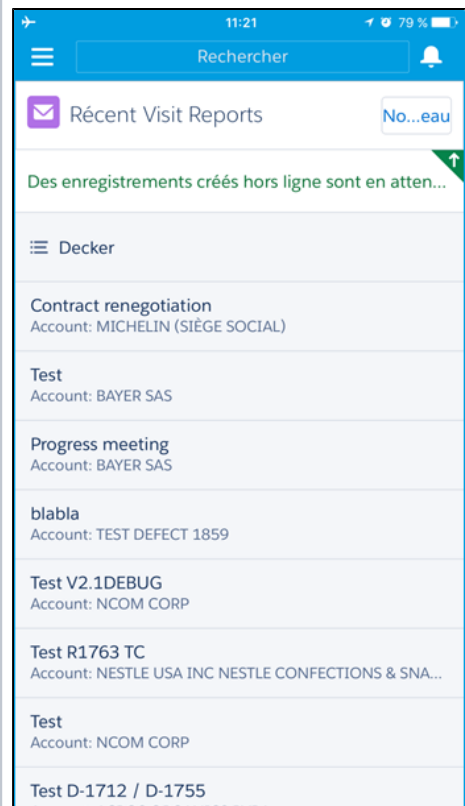 11:21
79 %
Rechercher
Récent Visit Reports
No...eau
Des enregistrements créés hors ligne sont en atten...
Decker
Contract renegotiation
Account: MICHELIN (SIÈGE SOCIAL)
Test
Account: BAYER SAS
Progress meeting
Account: BAYER SAS
blabla
Account: TEST DEFECT 1859
Test V2.1DEBUG
Account: NCOM CORP
Test R1763 TC
Account: NESTLE USA INC NESTLE CONFECTIONS & SNA...
Test
Account: NCOM CORP
Test D-1712 / D-1755